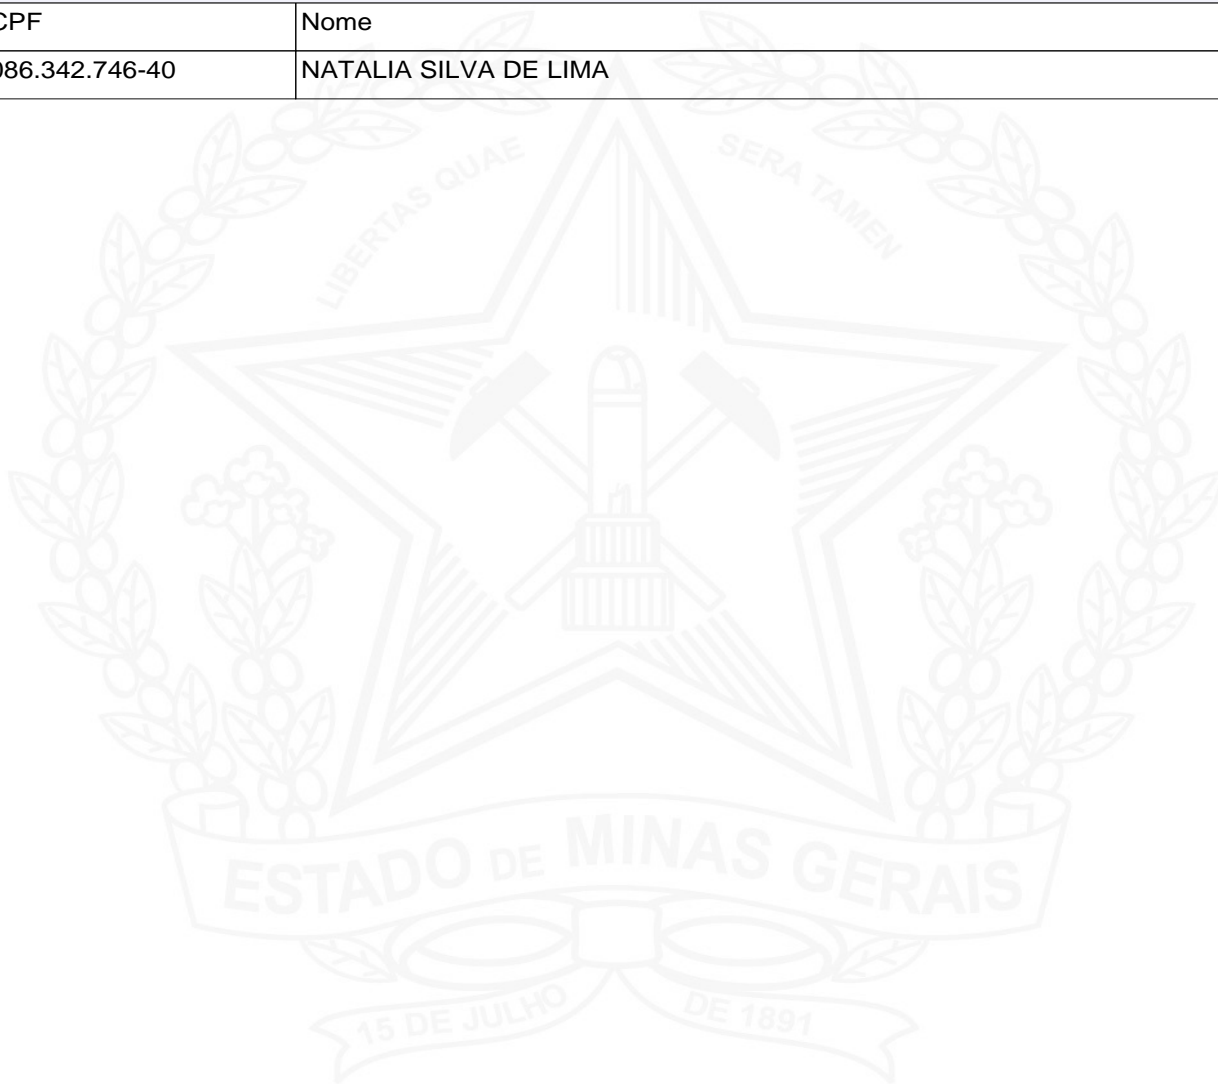 CPF Nome
086.342.746-40 NATALIA SILVA DE LIMA
LIBERTAS QUAE SERA TAMEN
ESTADO DE MINAS GERAIS
15 DE JULHO DE 1891